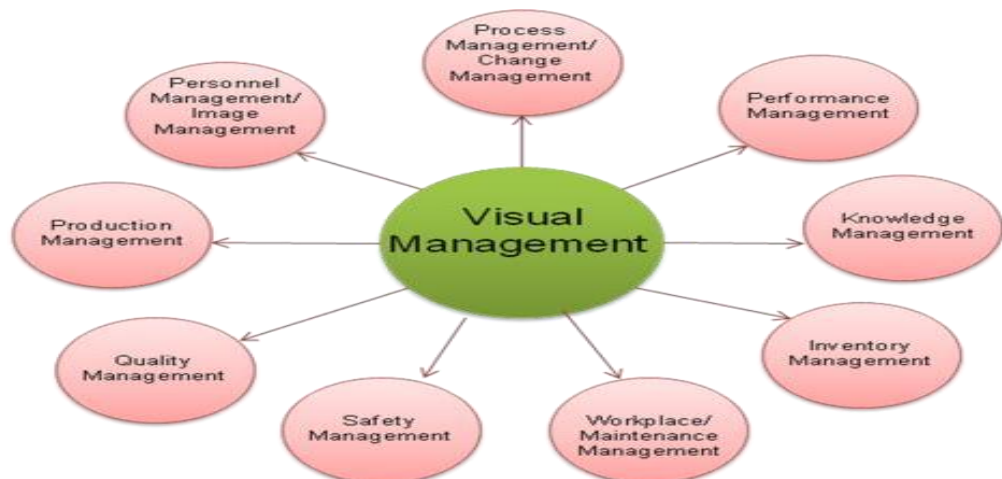 Process
Management/
Change
Management
Personnel
Management/
Image
Management
Performance
Management
Visual
Management
Production
Management
Knowledge
Management
Quality
Management
Inventory
Management
Safety
Management
Workplace/
Maintenance
Management